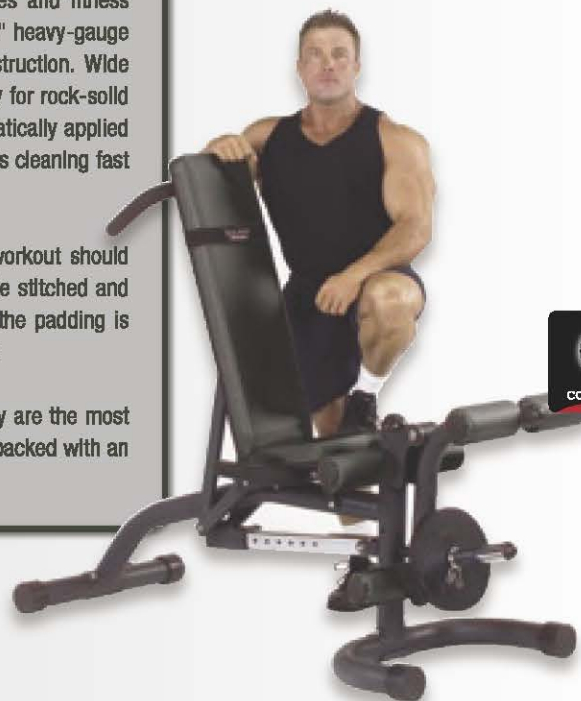 es and fitness
" heavy-gauge
struction. Wide
y for rock-solid
atically applied
s cleaning fast
workout should
e stitched and
the padding is
y are the most
packed with an
CO